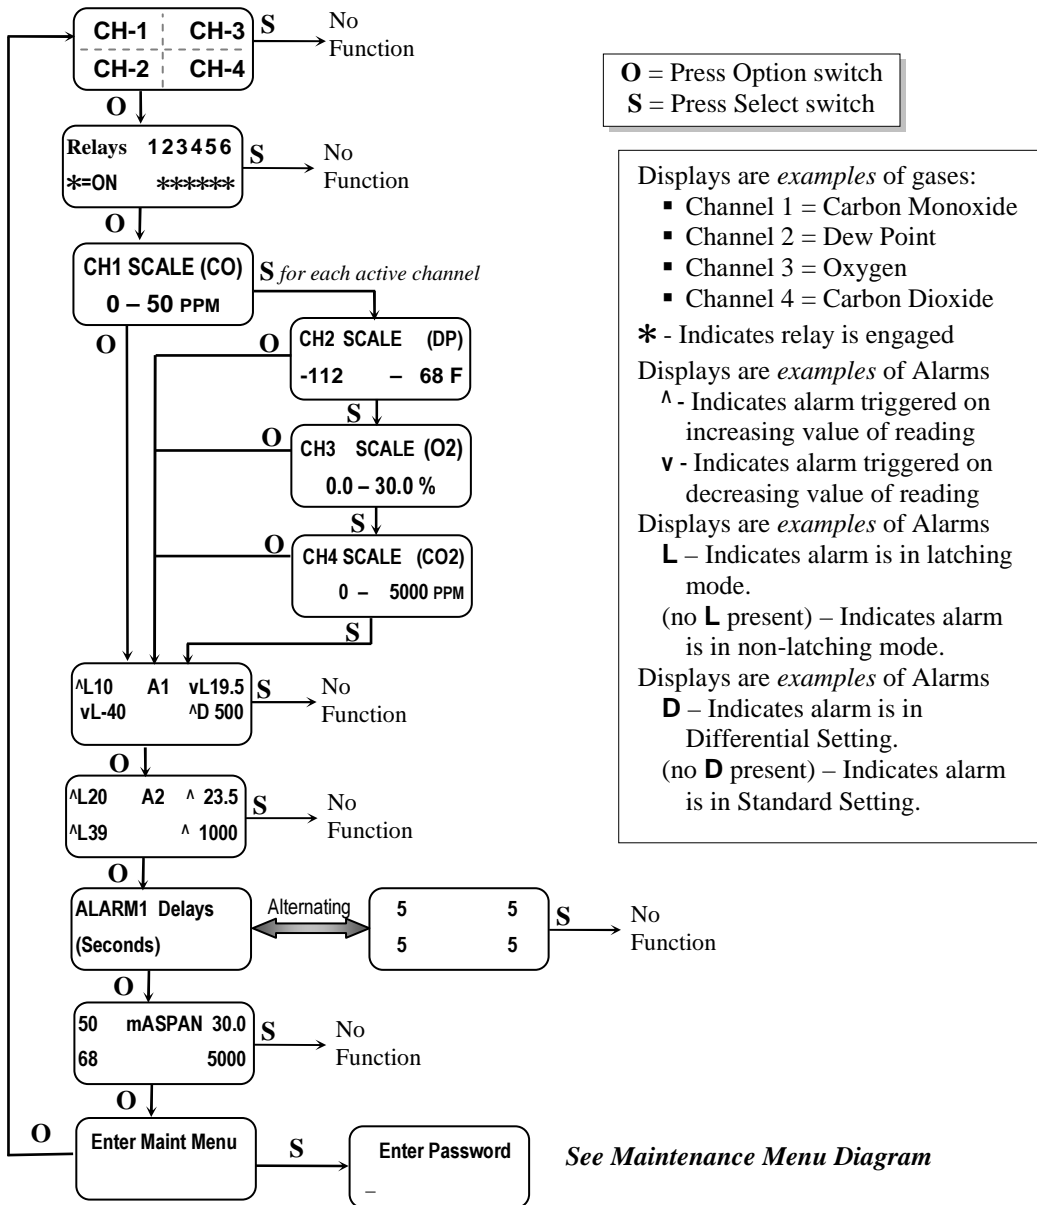 CH-1 CH-3
CH-2 CH-4
S
No
Function
O
Relays 123456
*=ON ******
S
No
Function
O
CH1 SCALE (CO)
0 – 50 PPM
S for each active channel
O
CH2 SCALE (DP)
-112 – 68 F
O
S
CH3 SCALE (O2)
0.0 – 30.0 %
O
S
CH4 SCALE (CO2)
0 – 5000 PPM
O
S
^L10 A1 vL19.5
vL-40 ^D 500
S
No
Function
O
^L20 A2 ^ 23.5
^L39 ^ 1000
S
No
Function
O
ALARM1 Delays
(Seconds)
Alternating
5 5
5 5
S
No
Function
O
50 mASPAN 30.0
68 5000
S
No
Function
O
Enter Maint Menu
O
S
Enter Password
_
See Maintenance Menu Diagram
O = Press Option switch
S = Press Select switch
Displays are examples of gases:
▪ Channel 1 = Carbon Monoxide
▪ Channel 2 = Dew Point
▪ Channel 3 = Oxygen
▪ Channel 4 = Carbon Dioxide
* - Indicates relay is engaged
Displays are examples of Alarms
^ - Indicates alarm triggered on
increasing value of reading
v - Indicates alarm triggered on
decreasing value of reading
Displays are examples of Alarms
L – Indicates alarm is in latching
mode.
(no L present) – Indicates alarm
is in non-latching mode.
Displays are examples of Alarms
D – Indicates alarm is in
Differential Setting.
(no D present) – Indicates alarm
is in Standard Setting.